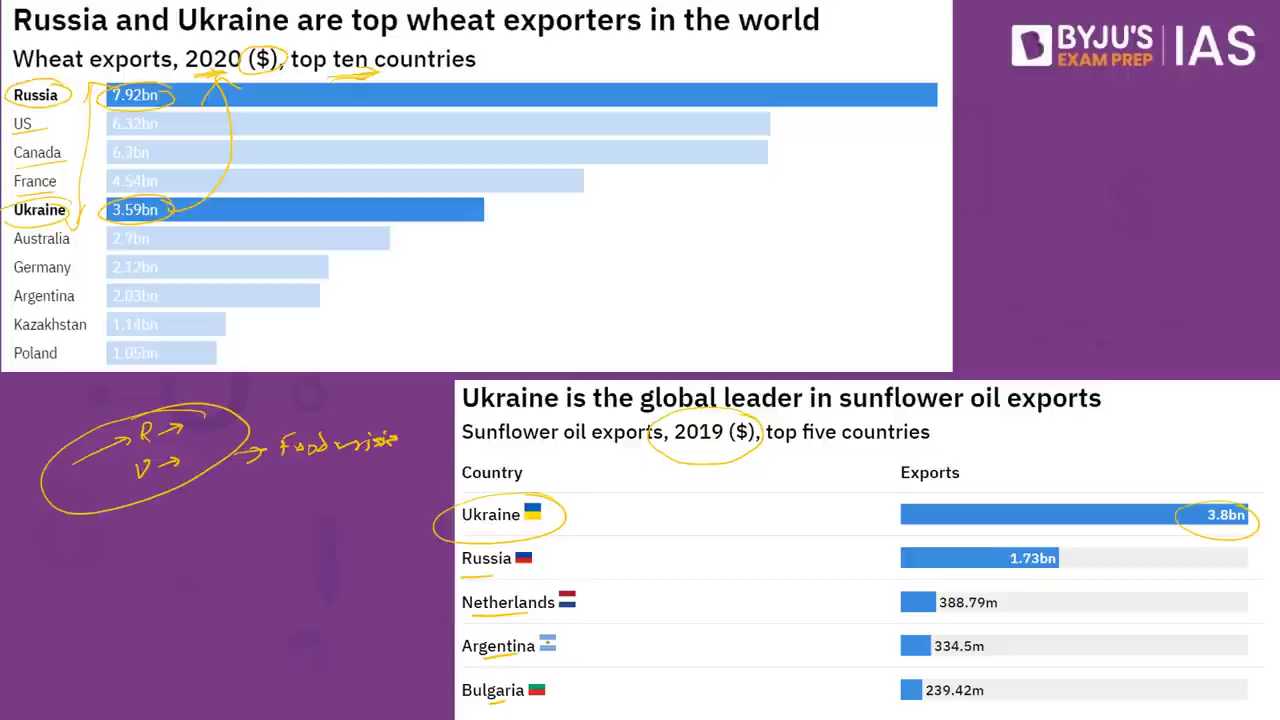 Russia and Ukraine are top wheat exporters in the world
Wheat exports, 2020 ($), top ten countries
BYJU'S
EXAM PREP
IAS
Russia 7.92bn
US 6.32bn
Canada 6.3bn
France 4.54bn
Ukraine 3.59bn
Australia 2.7bn
Germany 2.12bn
Argentina 2.03bn
Kazakhstan 1.14bn
Poland 1.05bn
R
Ukraine is the global leader in sunflower oil exports
Sunflower oil exports, 2019 ($), top five countries
Country Exports
Ukraine 3.8bn
Russia 1.73bn
Netherlands 388.79m
Argentina 334.5m
Bulgaria 239.42m